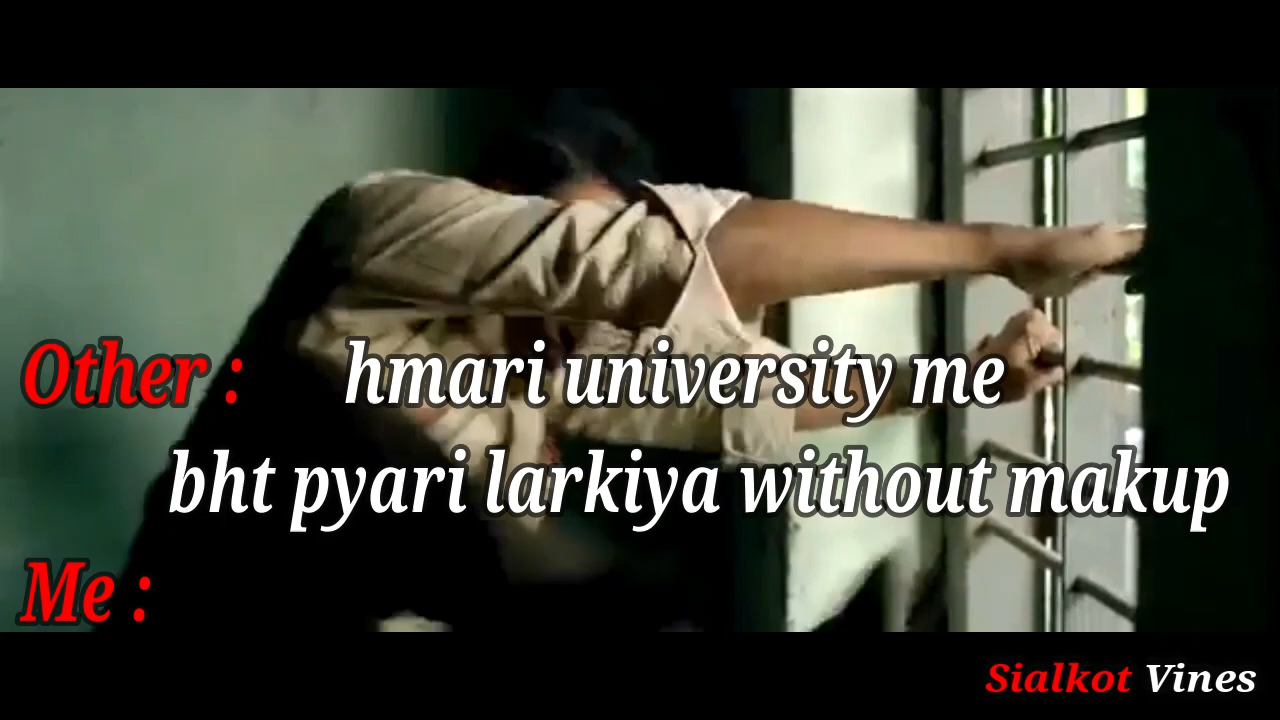 Other : hmari university me
bht pyari larkiya without makup
Me :
Sialkot Vines